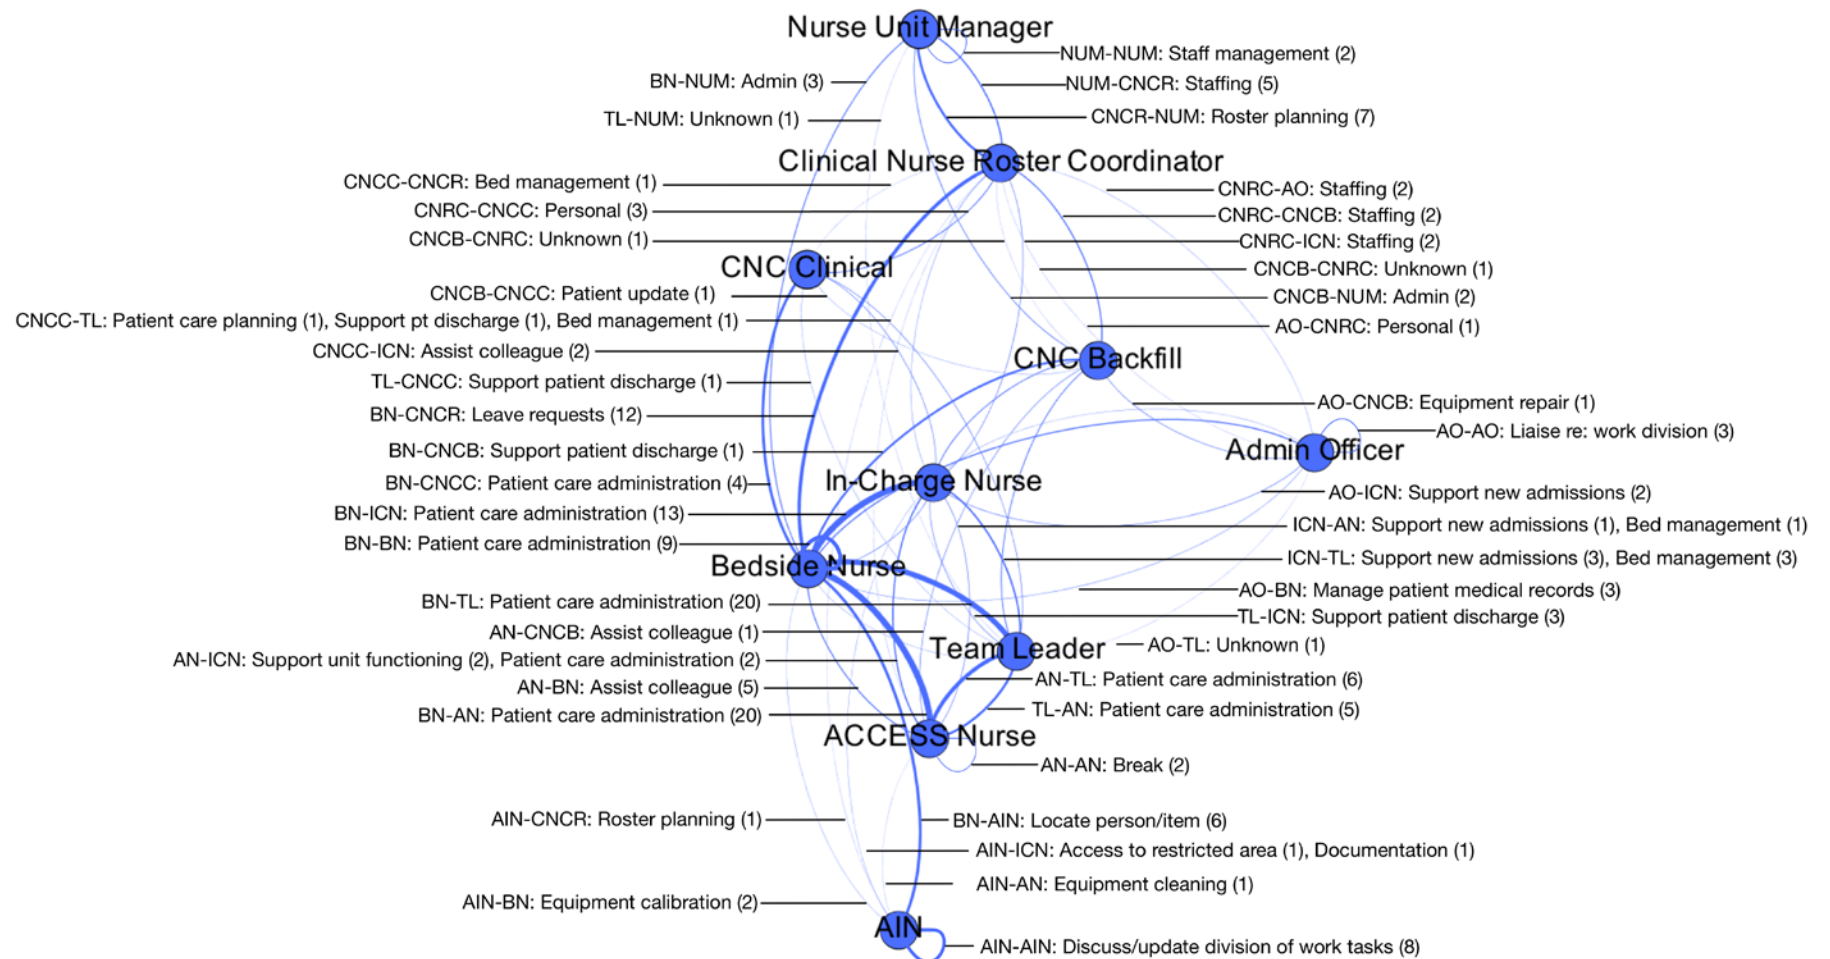 Nurse Unit Manager
NUM-NUM: Staff management (2)
BN-NUM: Admin (3)
NUM-CNCR: Staffing (5)
TL-NUM: Unknown (1)
CNCR-NUM: Roster planning (7)
Clinical Nurse Roster Coordinator
CNCC-CNCR: Bed management (1)
CNRC-AO: Staffing (2)
CNRC-CNCC: Personal (3)
CNRC-CNCB: Staffing (2)
CNCB-CNRC: Unknown (1)
CNRC-ICN: Staffing (2)
CNC Clinical
CNCB-CNRC: Unknown (1)
CNCB-CNCC: Patient update (1)
CNCB-NUM: Admin (2)
CNCC-TL: Patient care planning (1), Support pt discharge (1), Bed management (1)
AO-CNRC: Personal (1)
CNCC-ICN: Assist colleague (2)
CNC Backfill
TL-CNCC: Support patient discharge (1)
AO-CNCB: Equipment repair (1)
BN-CNCR: Leave requests (12)
AO-AO: Liaise re: work division (3)
BN-CNCB: Support patient discharge (1)
Admin Officer
BN-CNCC: Patient care administration (4)
In-Charge Nurse
AO-ICN: Support new admissions (2)
BN-ICN: Patient care administration (13)
ICN-AN: Support new admissions (1), Bed management (1)
BN-BN: Patient care administration (9)
ICN-TL: Support new admissions (3), Bed management (3)
Bedside Nurse
AO-BN: Manage patient medical records (3)
BN-TL: Patient care administration (20)
TL-ICN: Support patient discharge (3)
AN-CNCB: Assist colleague (1)
Team Leader
AO-TL: Unknown (1)
AN-ICN: Support unit functioning (2), Patient care administration (2)
AN-TL: Patient care administration (6)
AN-BN: Assist colleague (5)
TL-AN: Patient care administration (5)
BN-AN: Patient care administration (20)
ACCESS Nurse
AN-AN: Break (2)
AIN-CNCR: Roster planning (1)
BN-AIN: Locate person/item (6)
AIN-ICN: Access to restricted area (1), Documentation (1)
AIN-AN: Equipment cleaning (1)
AIN-BN: Equipment calibration (2)
AIN
AIN-AIN: Discuss/update division of work tasks (8)